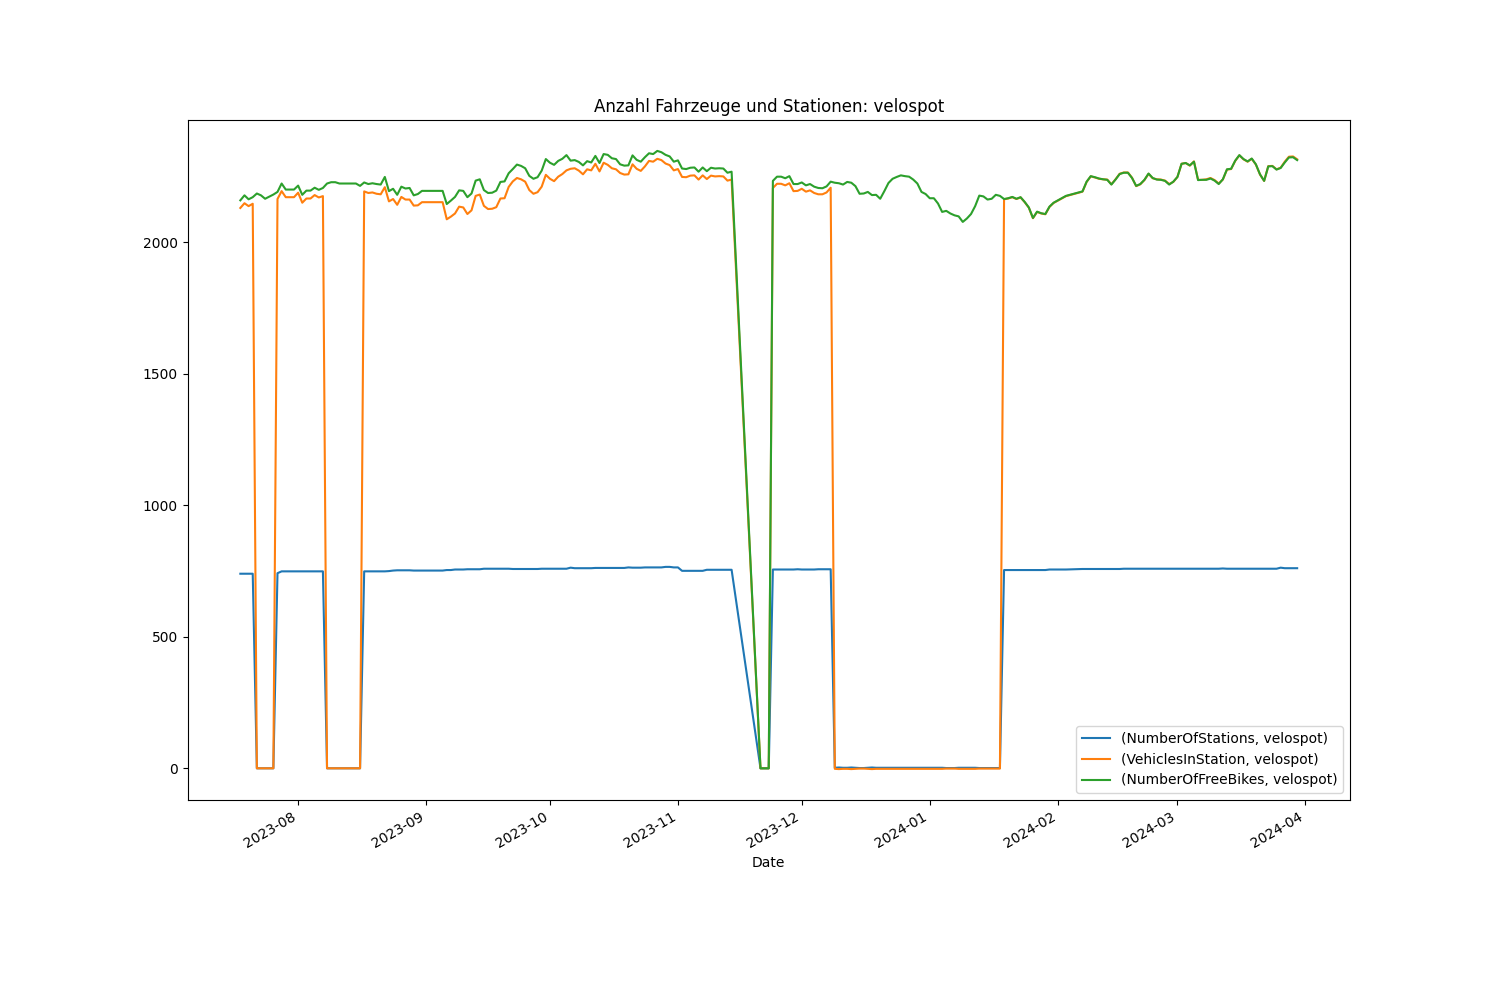 Anzahl Fahrzeuge und Stationen: velospot
2000
1500
1000
500
0
(NumberOfStations, velospot)
(VehiclesInStation, velospot)
(NumberOfFreeBikes, velospot)
2023-08
2023-09
2023-10
2023-11
2023-12
2024-01
2024-02
2024-03
2024-04
Date